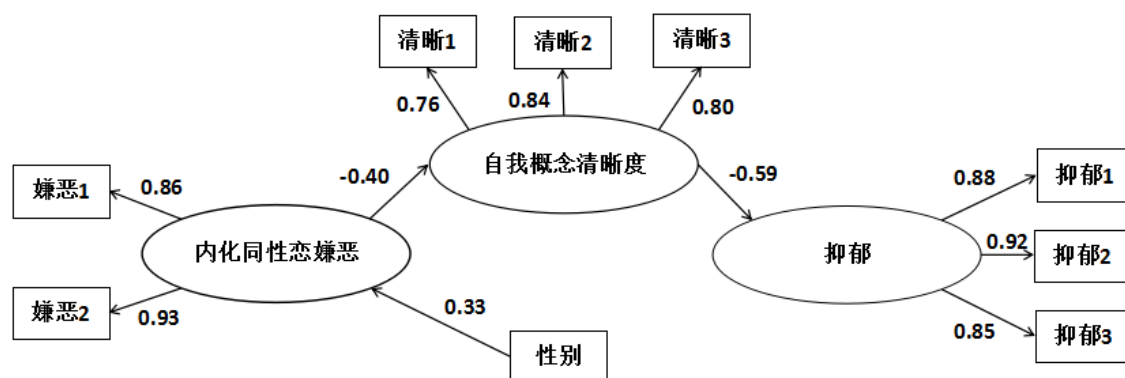 清晰1
清晰2
清晰3
0.76
0.84
0.80
自我概念清晰度
嫌恶1
0.86
-0.40
-0.59
0.88
抑郁1
内化同性恋嫌恶
抑郁
0.92
抑郁2
嫌恶2
0.93
0.33
0.85
抑郁3
性别